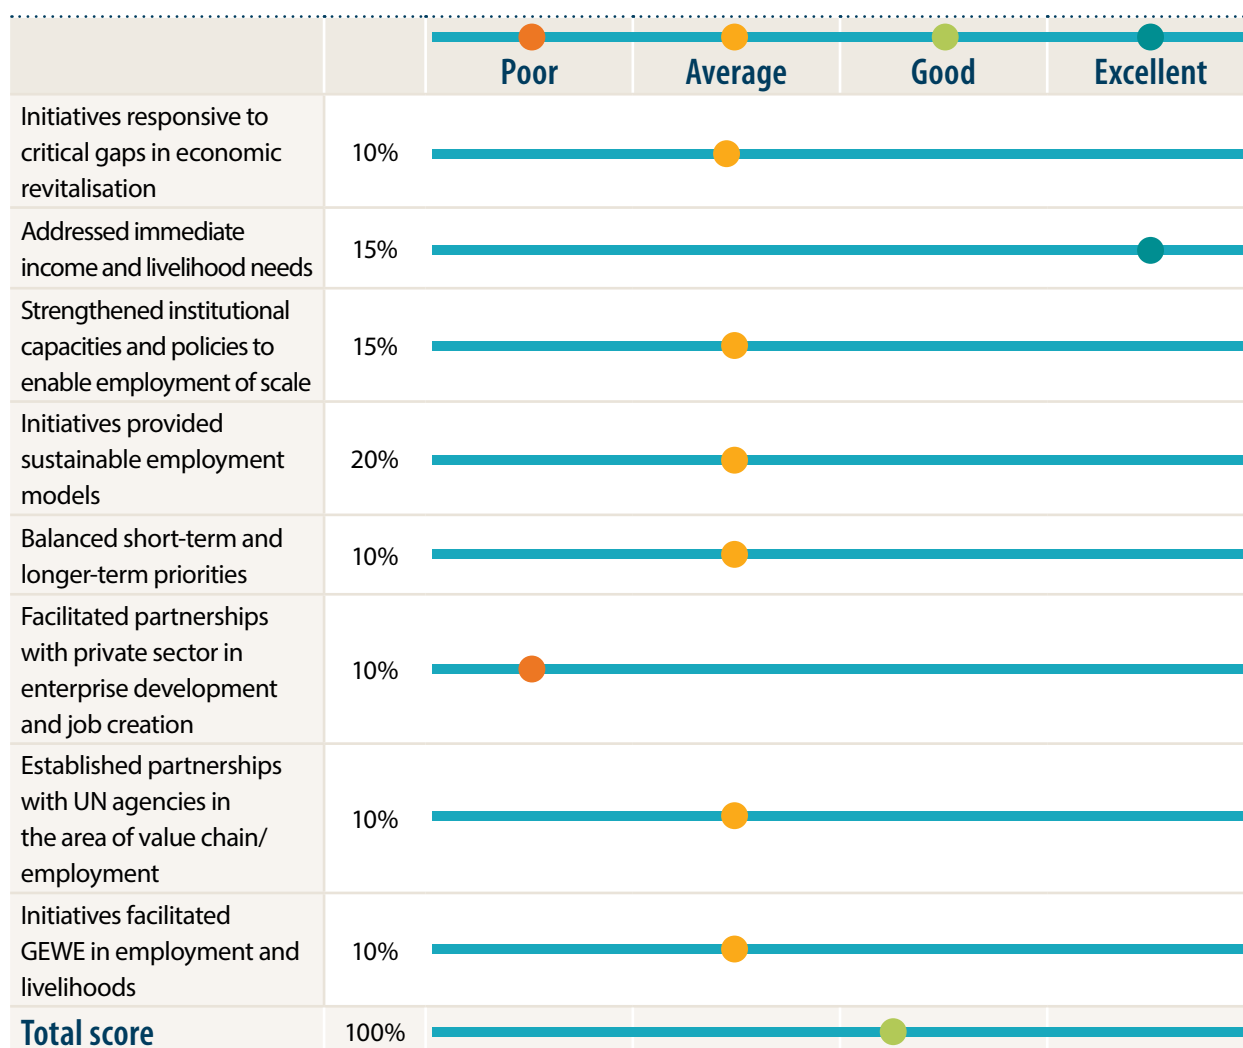 Poor Average Good Excellent
Initiatives responsive to
critical gaps in economic
revitalisation
10%
Addressed immediate
income and livelihood needs
15%
Strengthened institutional
capacities and policies to
enable employment of scale
15%
Initiatives provided
sustainable employment
models
20%
Balanced short-term and
longer-term priorities
10%
Facilitated partnerships
with private sector in
enterprise development
and job creation
10%
Established partnerships
with UN agencies in
the area of value chain/
employment
10%
Initiatives facilitated
GEWE in employment and
livelihoods
10%
Total score 100%